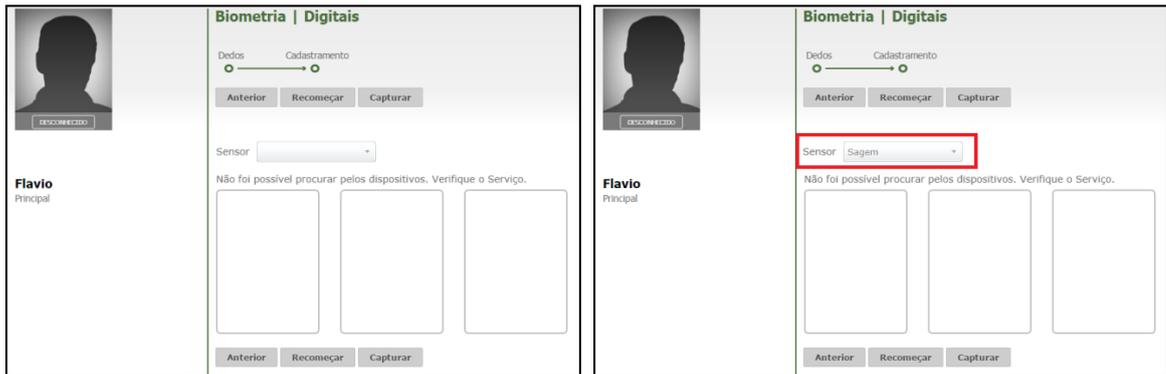 Biometria | Digitais
Dedos Cadastramento
Anterior Recomeçar Capturar
DESCONHECIDO
Sensor
Flavio
Principal
Não foi possível procurar pelos dispositivos. Verifique o Serviço.
Anterior Recomeçar Capturar
Biometria | Digitais
Dedos Cadastramento
Anterior Recomeçar Capturar
DESCONHECIDO
Sensor Sagem
Flavio
Principal
Não foi possível procurar pelos dispositivos. Verifique o Serviço.
Anterior Recomeçar Capturar